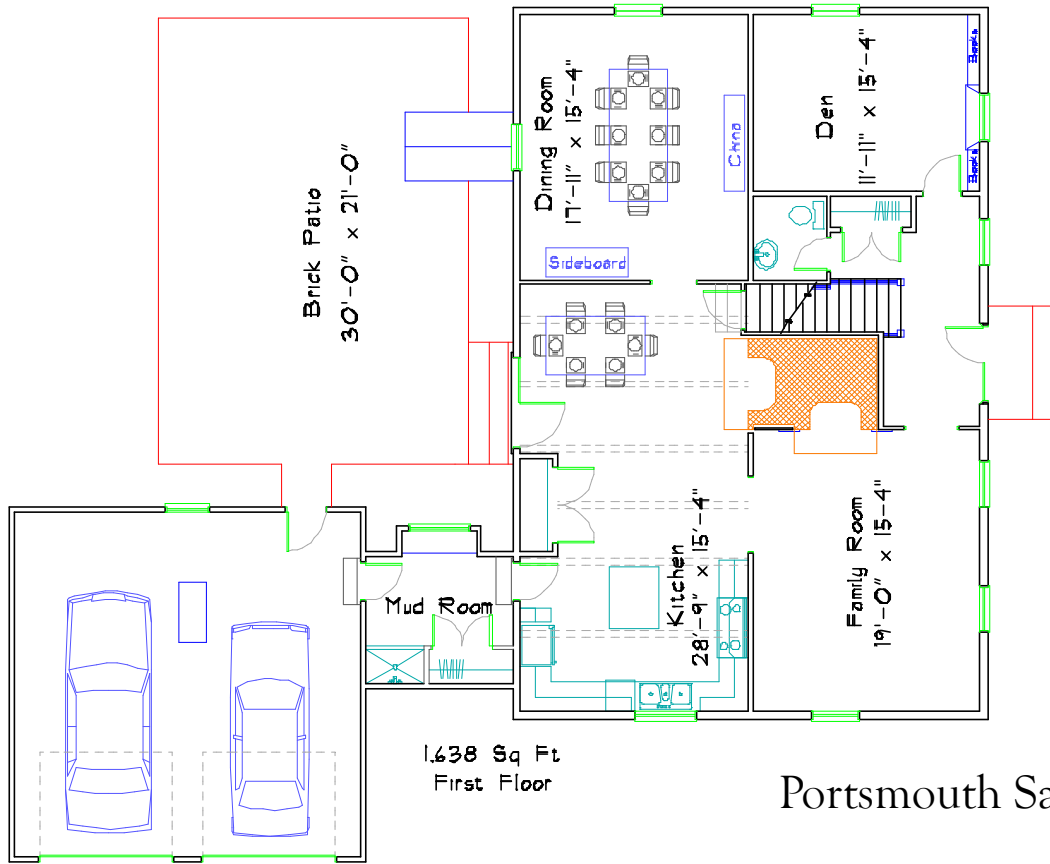 Brick Patio
30'-0" x 21'-0"
Dining Room
17'-11" x 15'-4"
China
Sideboard
Den
11'-11" x 15'-4"
Books
Books
Kitchen
28'-9" x 15'-4"
Family Room
19'-0" x 15-4"
Mud Room
1,638 Sq Ft
First Floor
Portsmouth Sa